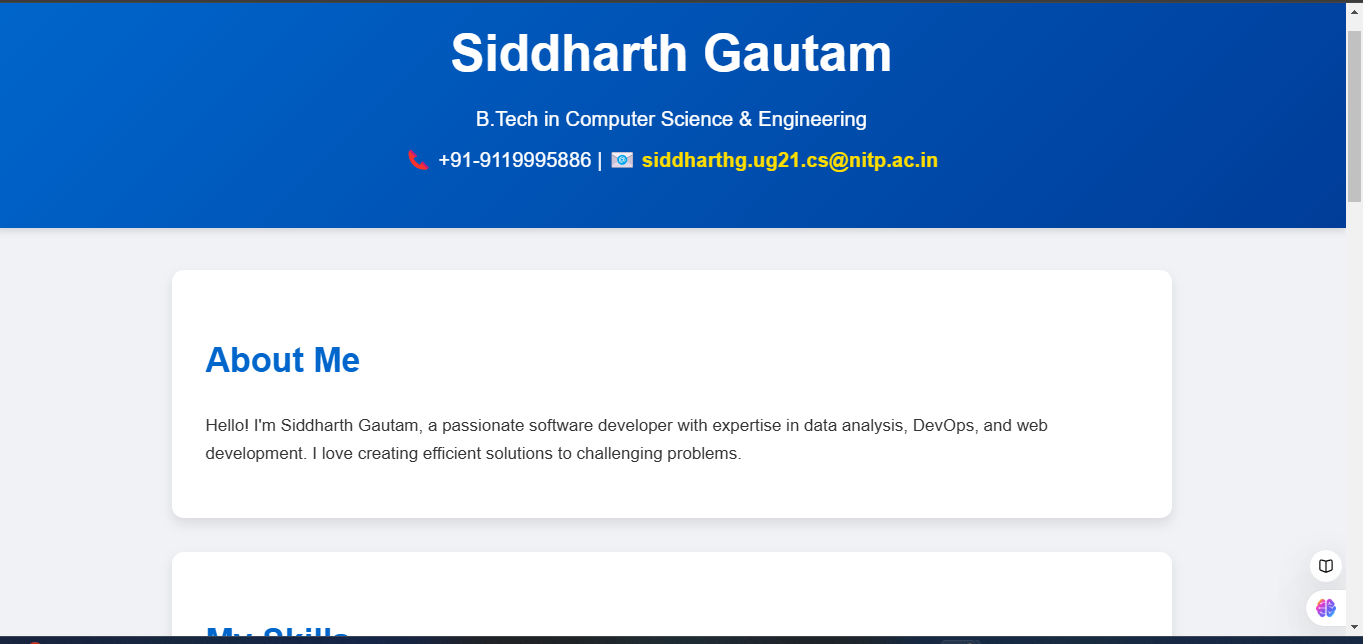 Siddharth Gautam
B.Tech in Computer Science & Engineering
📞 +91-9119995886 | 📧 siddharthg.ug21.cs@nitp.ac.in
About Me
Hello! I'm Siddharth Gautam, a passionate software developer with expertise in data analysis, DevOps, and web
development. I love creating efficient solutions to challenging problems.
My Skills